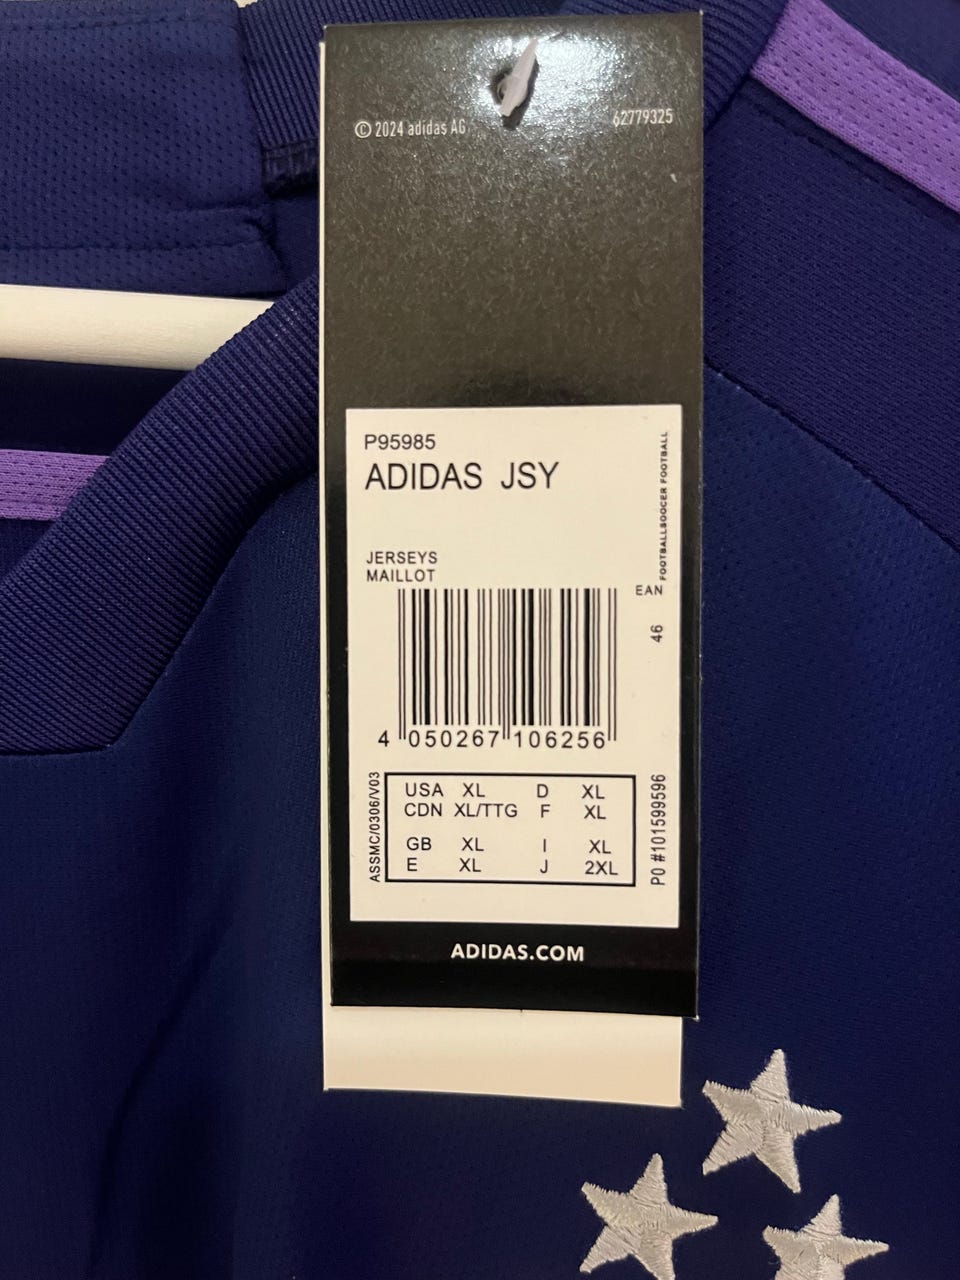 © 2024 adidas AG
62779325
P95985
ADIDAS JSY
FOOTBALLSOCCER FOOTBALL
JERSEYS
MAILLOT
EAN
46
4 050267 106256
ASSMC/0306/V03
USA XL D XL
CDN XL/TTG F XL
GB XL I XL
E XL J 2XL
PO #101599596
ADIDAS.COM